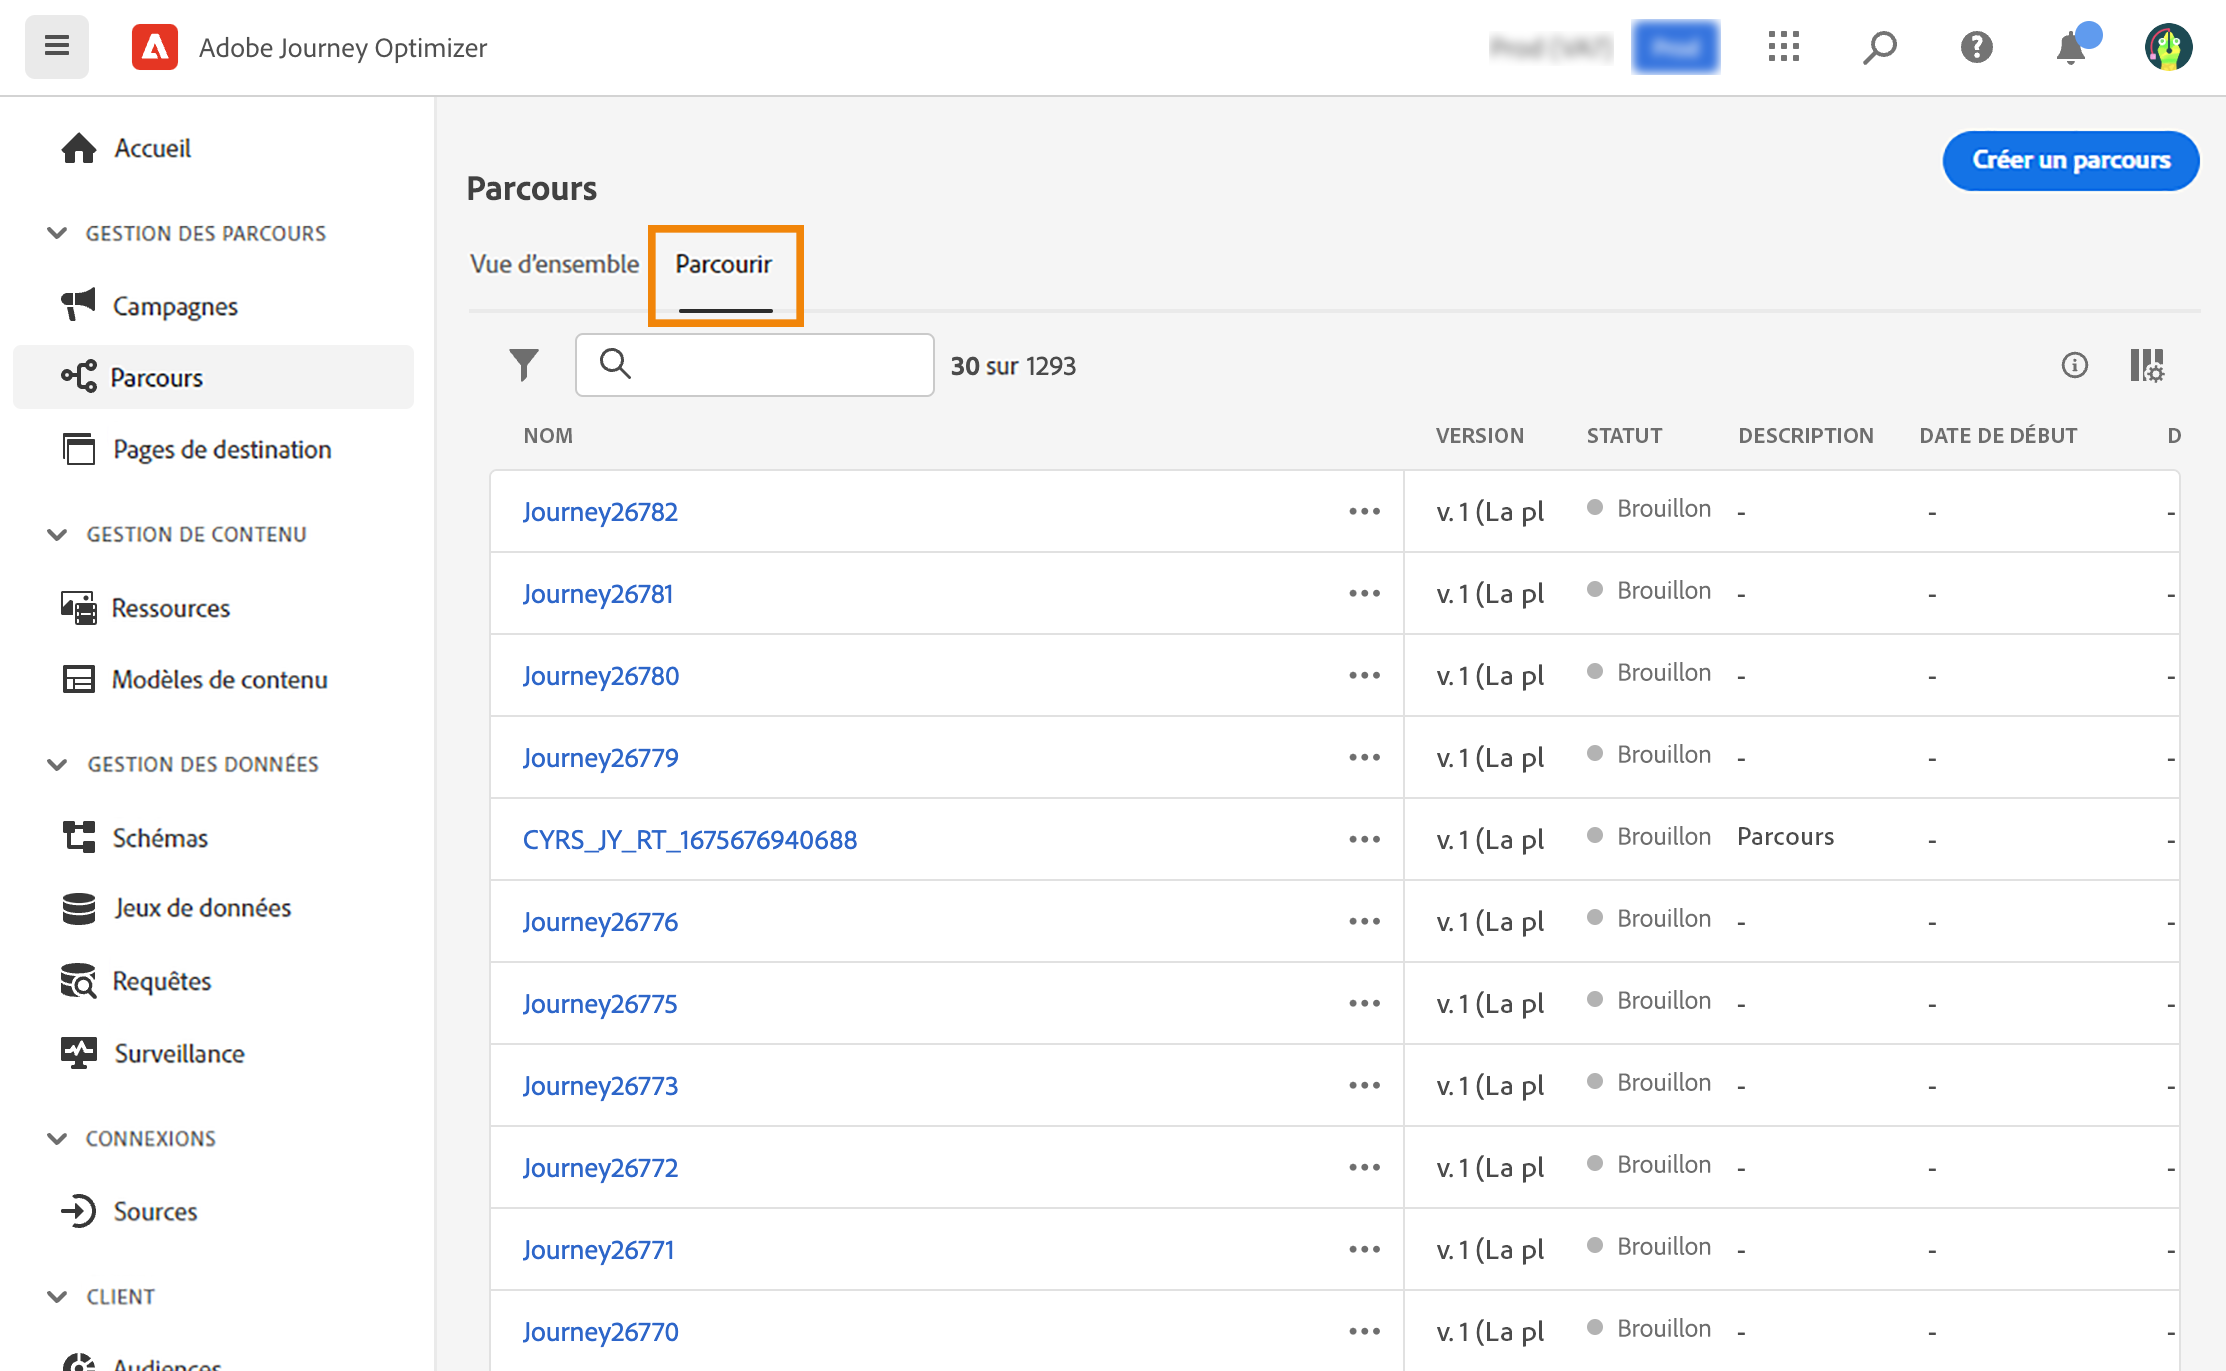 Adobe Journey Optimizer
Accueil
GESTION DES PARCOURS
Campagnes
Parcours
Pages de destination
GESTION DE CONTENU
Ressources
Modèles de contenu
GESTION DES DONNÉES
Schémas
Jeux de données
Requêtes
Surveillance
CONNEXIONS
Sources
CLIENT
Audiences
Créer un parcours
Parcours
Vue d'ensemble Parcourir
30 sur 1293
NOM VERSION STATUT DESCRIPTION DATE DE DÉBUT D
Journey26782 ••• v. 1 (La pl Brouillon - - -
Journey26781 ••• v. 1 (La pl Brouillon - - -
Journey26780 ••• v. 1 (La pl Brouillon - - -
Journey26779 ••• v. 1 (La pl Brouillon - - -
CYRS_JY_RT_1675676940688 ••• v. 1 (La pl Brouillon Parcours - -
Journey26776 ••• v. 1 (La pl Brouillon - - -
Journey26775 ••• v. 1 (La pl Brouillon - - -
Journey26773 ••• v. 1 (La pl Brouillon - - -
Journey26772 ••• v. 1 (La pl Brouillon - - -
Journey26771 ••• v. 1 (La pl Brouillon - - -
Journey26770 ••• v. 1 (La pl Brouillon - - -